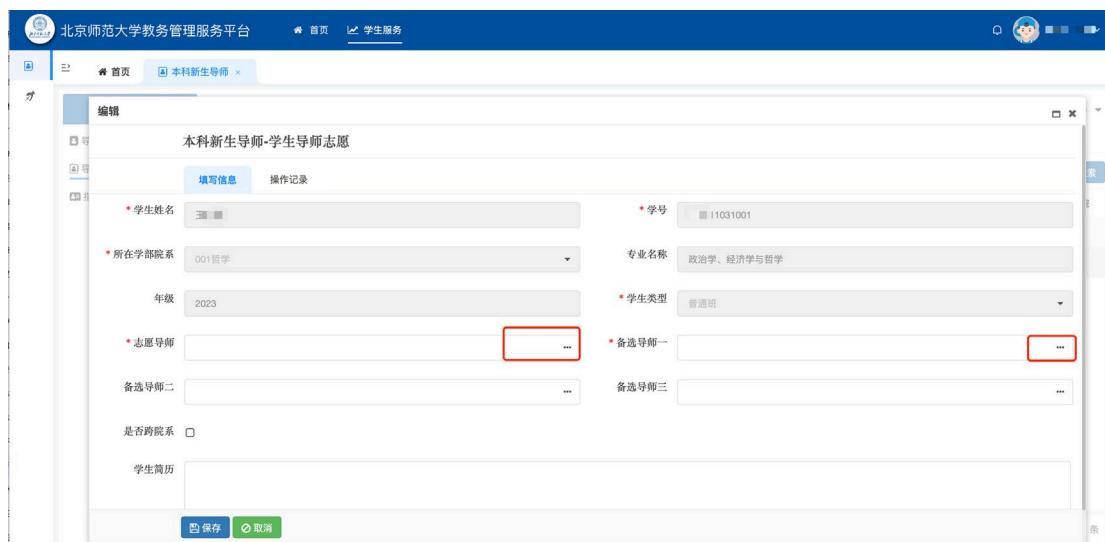 北京师范大学教务管理服务平台 首页 学生服务
首页 本科新生导师 ×
编辑
本科新生导师-学生导师志愿
填写信息 操作记录
* 学生姓名 * 学号 11031001
* 所在学部院系 001哲学 专业名称 政治学、经济学与哲学
年级 2023 * 学生类型 普通班
* 志愿导师 ... * 备选导师一 ...
备选导师二 ... 备选导师三 ...
是否跨院系
学生简历
保存 取消
条